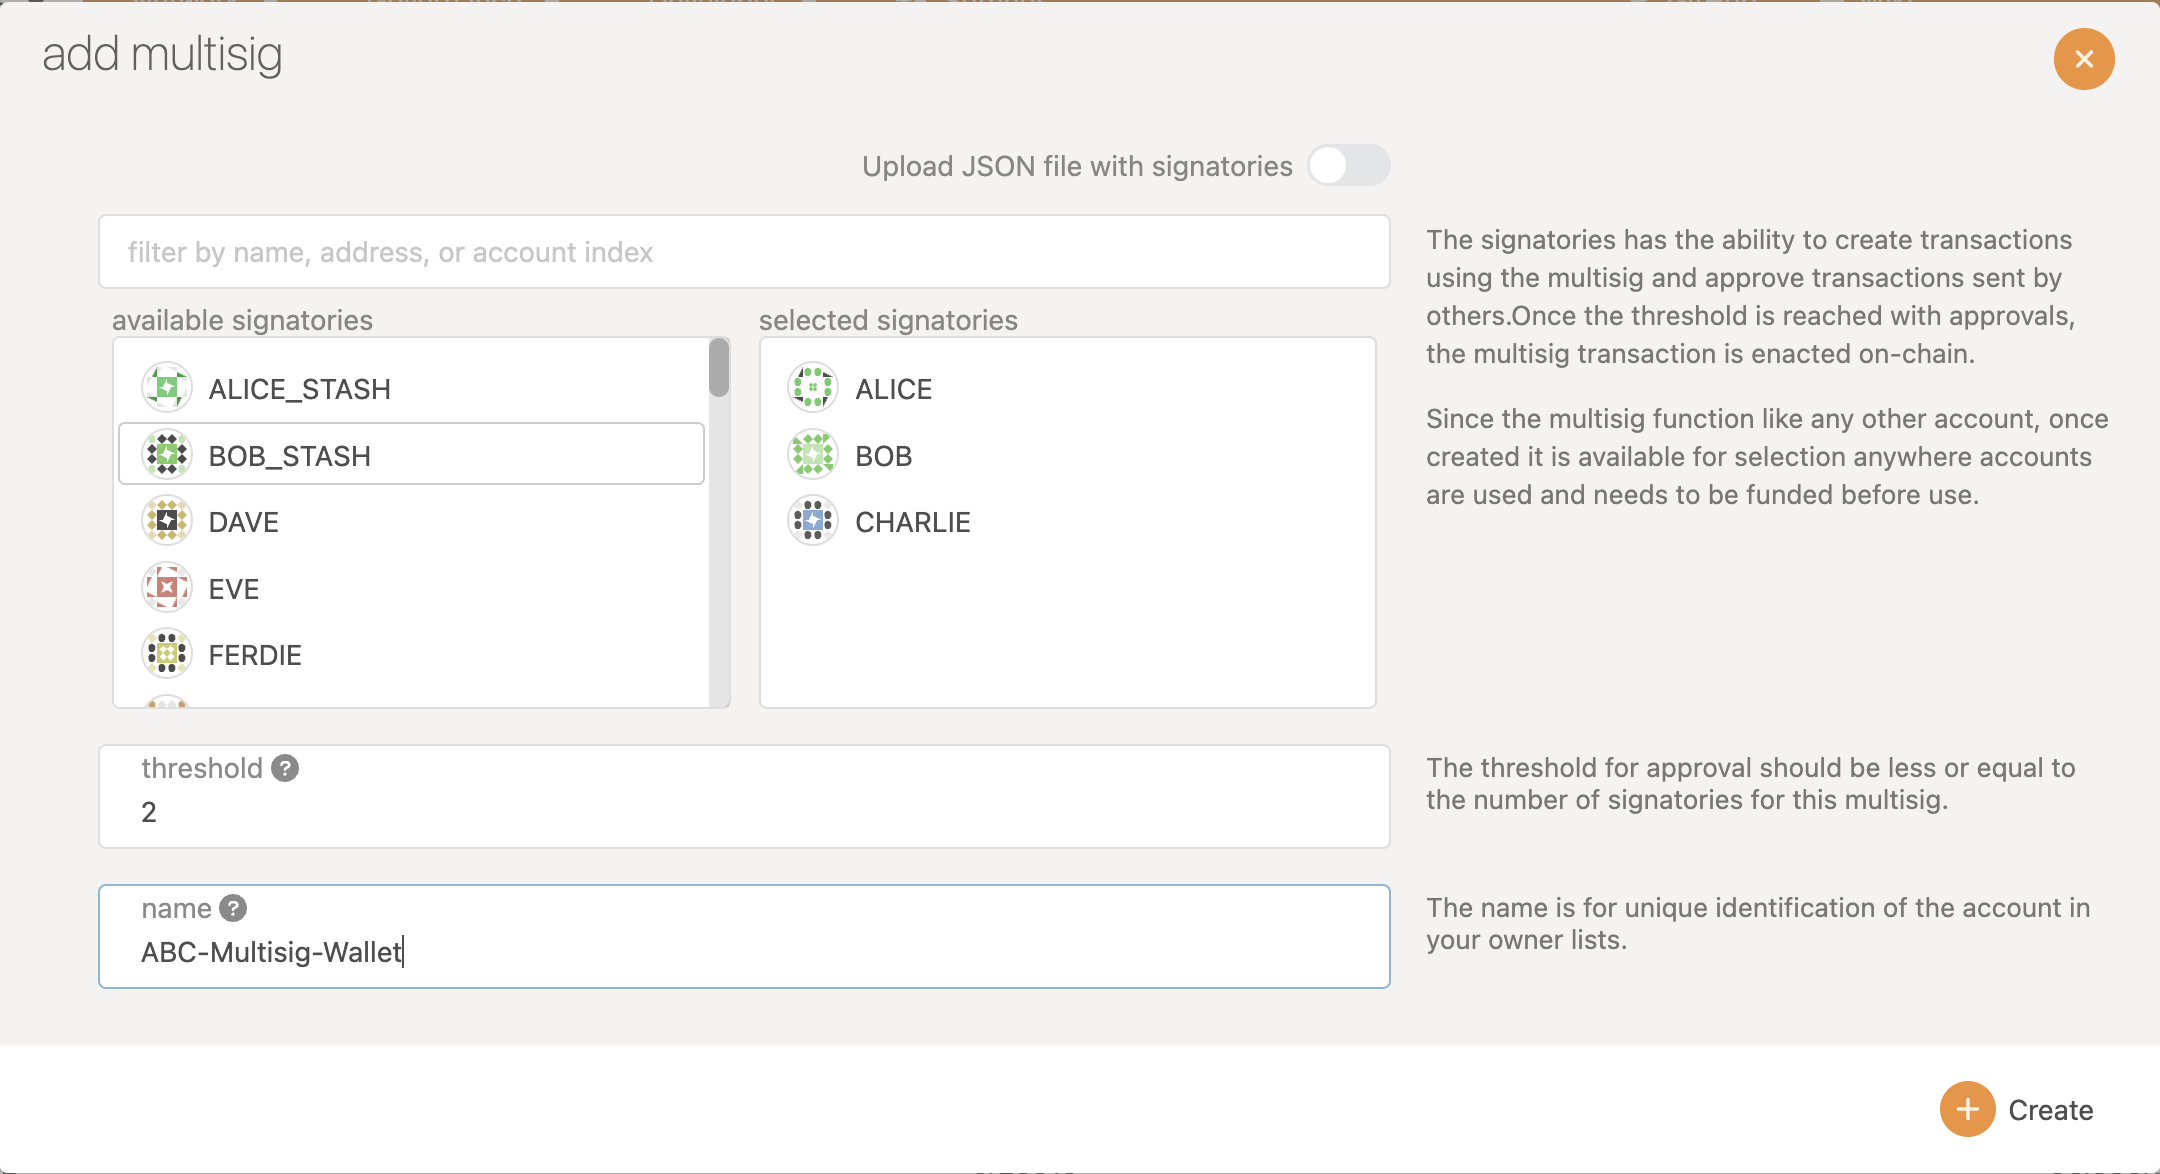 add multisig
Upload JSON file with signatories
filter by name, address, or account index
available signatories
ALICE_STASH
BOB_STASH
DAVE
EVE
FERDIE
selected signatories
ALICE
BOB
CHARLIE
The signatories has the ability to create transactions
using the multisig and approve transactions sent by
others.Once the threshold is reached with approvals,
the multisig transaction is enacted on-chain.
Since the multisig function like any other account, once
created it is available for selection anywhere accounts
are used and needs to be funded before use.
threshold ?
2
The threshold for approval should be less or equal to
the number of signatories for this multisig.
name ?
ABC-Multisig-Wallet
The name is for unique identification of the account in
your owner lists.
Create